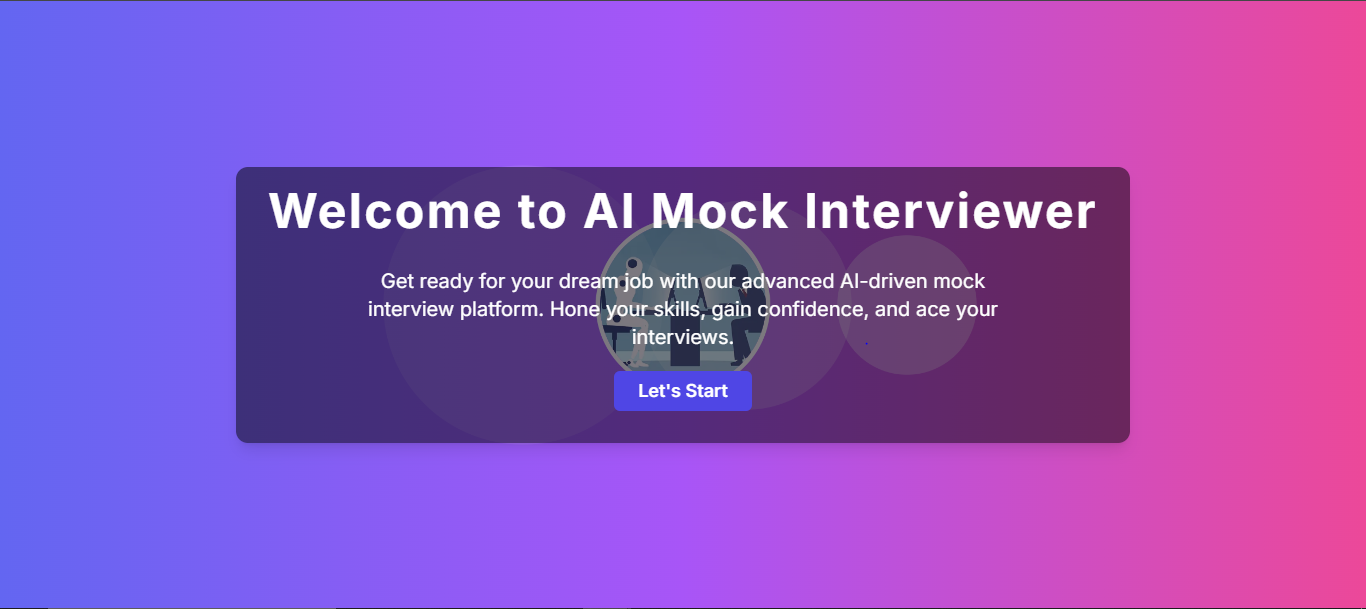 Welcome to AI Mock Interviewer
Get ready for your dream job with our advanced AI-driven mock
interview platform. Hone your skills, gain confidence, and ace your
interviews.
Let's Start